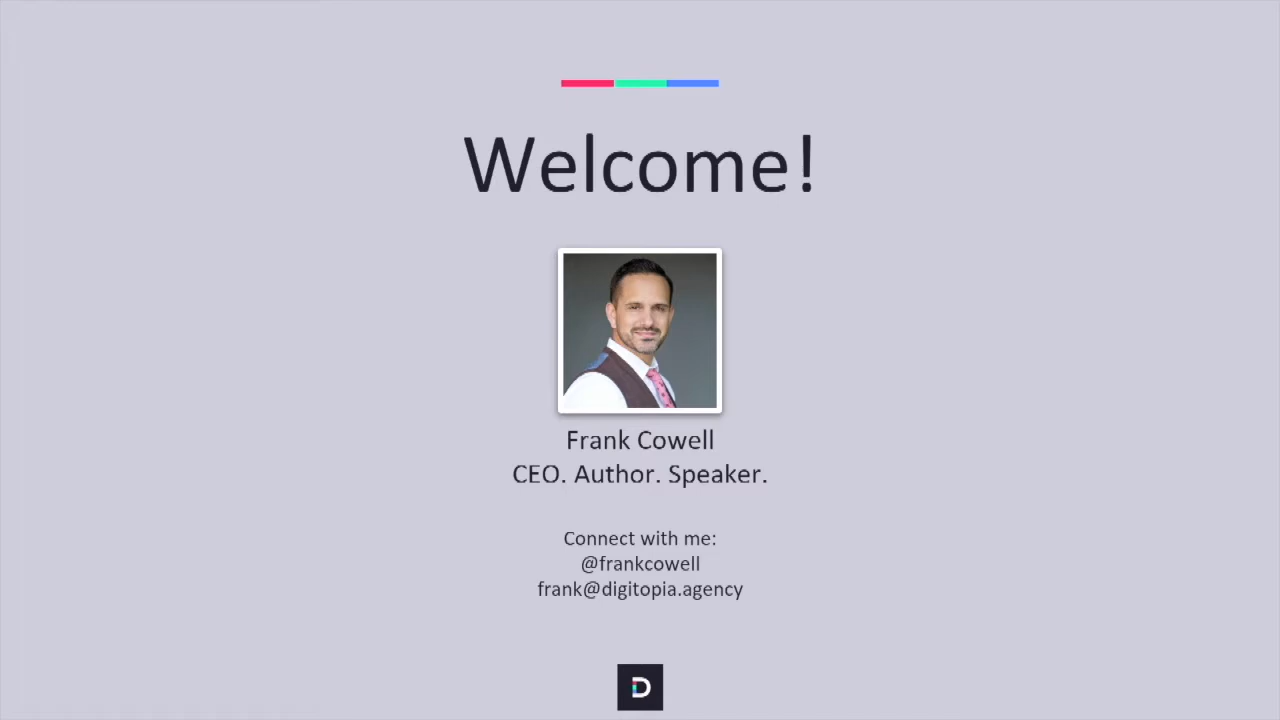 Welcome!
Frank Cowell
CEO. Author. Speaker.
Connect with me:
@frankcowell
frank@digitopia.agency
D